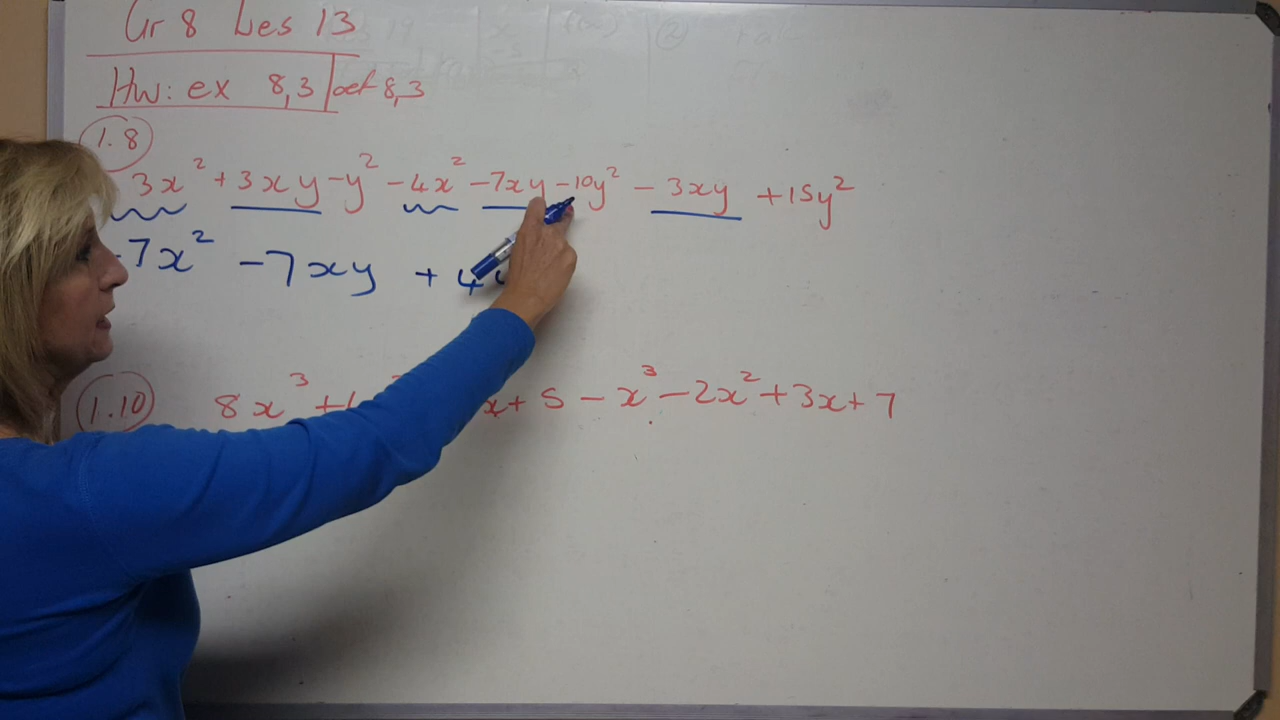 Gr 8 Les 13
Hw: ex 8,3 | oef 8,3
1.8
3x² + 3xy - y² - 4x² - 7xy - 10y² - 3xy + 15y²
-7x² - 7xy + 4
1.10
8x³ + x + 5 - x³ - 2x² + 3x + 7